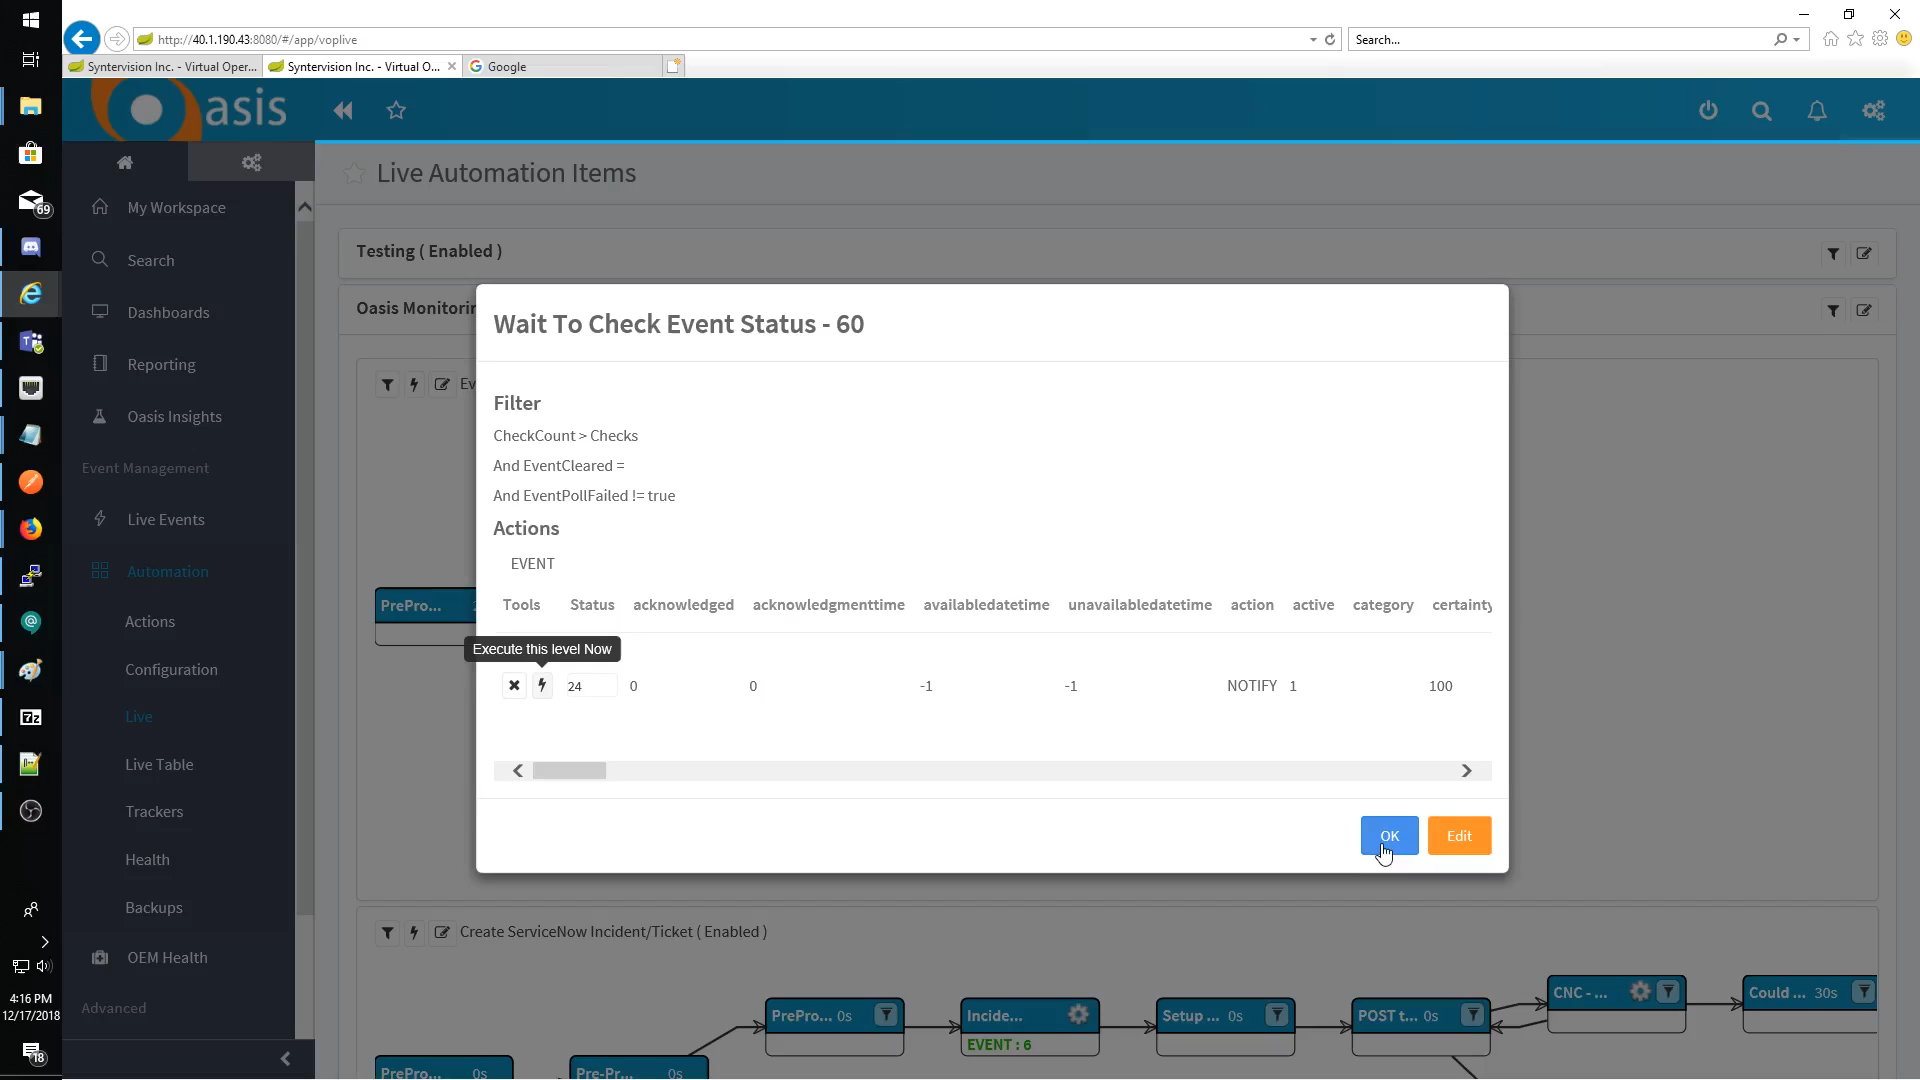 http://40.1.190.43:8080/#/app/voplive
Search...
Syntervision Inc. - Virtual Oper...
Syntervision Inc. - Virtual O...
Google
69
asis
My Workspace
Search
Dashboards
Reporting
Oasis Insights
Event Management
Live Events
Automation
Actions
Configuration
Live
Live Table
Trackers
Health
Backups
OEM Health
Advanced
4:16 PM
12/17/2018
18
Live Automation Items
Testing ( Enabled )
Oasis Monitorin
Ev
PrePro...
Wait To Check Event Status - 60
Filter
CheckCount > Checks
And EventCleared =
And EventPollFailed != true
Actions
EVENT
Tools Status acknowledged acknowledgmenttime availabledatetime unavailabledatetime action active category certainty
Execute this level Now
24 0 0 -1 -1 NOTIFY 1 100
OK
Edit
Create ServiceNow Incident/Ticket ( Enabled )
CNC - ...
Could ... 30s
PrePro... 0s
Incide...
Setup ... 0s
POST t... 0s
EVENT : 6
PrePro... 0s
Pre-Pr... 0s